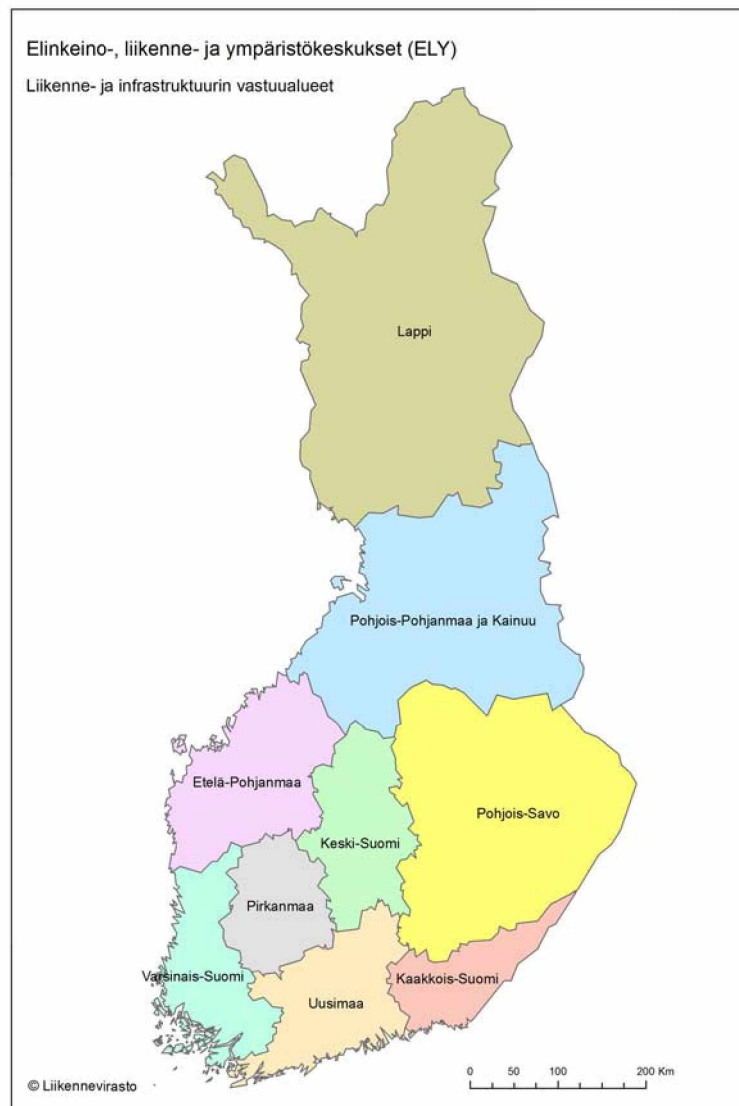 Elinkeino-, liikenne- ja ympäristökeskukset (ELY)
Liikenne- ja infrastruktuurin vastuualueet
Lappi
Pohjois-Pohjanmaa ja Kainuu
Etelä-Pohjanmaa
Pohjois-Savo
Keski-Suomi
Pirkanmaa
Varsinais-Suomi
Kaakkois-Suomi
Uusimaa
© Liikennevirasto
0 50 100 200 Km